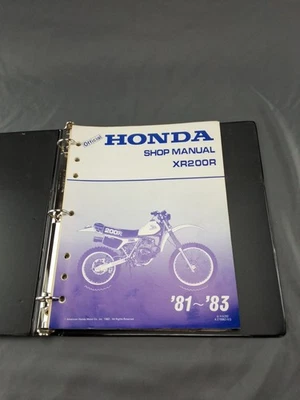 Official
HONDA
SHOP MANUAL
XR200R
200R
'81~'83